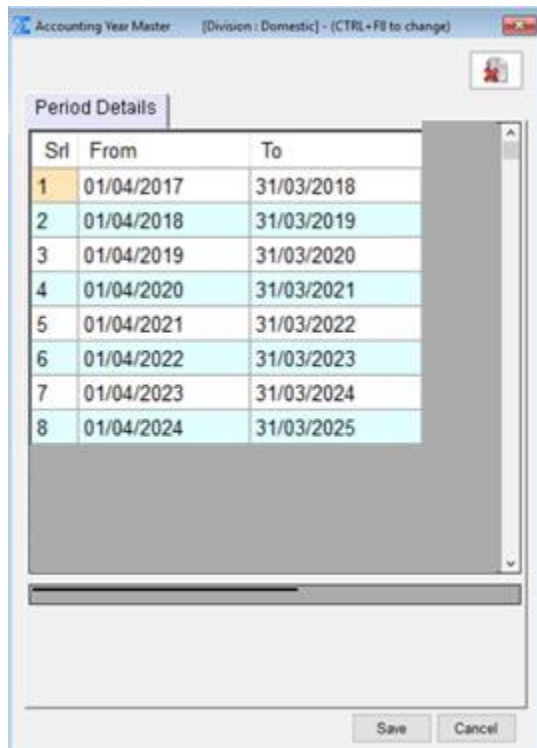 Accounting Year Master [Division : Domestic] - (CTRL+F8 to change)
Period Details
Srl From To
1 01/04/2017 31/03/2018
2 01/04/2018 31/03/2019
3 01/04/2019 31/03/2020
4 01/04/2020 31/03/2021
5 01/04/2021 31/03/2022
6 01/04/2022 31/03/2023
7 01/04/2023 31/03/2024
8 01/04/2024 31/03/2025
Save Cancel